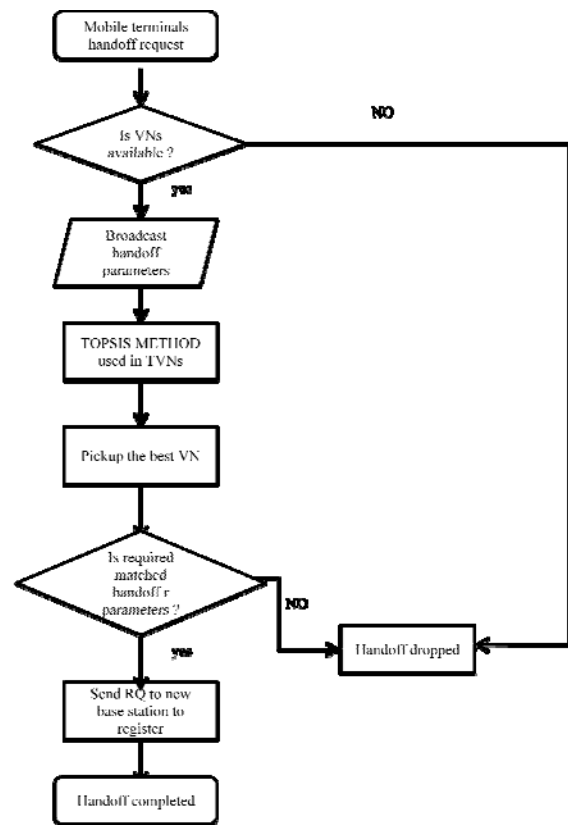 Mobile terminals
handoff request
Is VNs
available ?
NO
yes
Broadcast
handoff
parameters
TOPSIS METHOD
used in TVNs
Pickup the best VN
Is required
matched
handoff r
parameters ?
NO
yes
Handoff dropped
Send RQ to new
base station to
register
Handoff completed